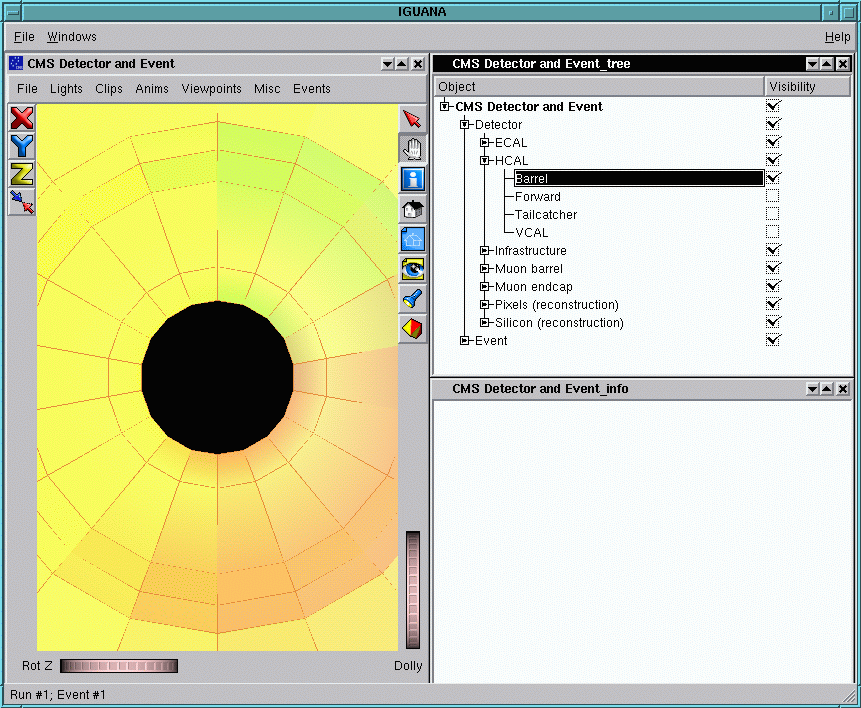 IGUANA
File Windows Help
CMS Detector and Event
File Lights Clips Anims Viewpoints Misc Events
X
Y
Z
Rot Z
Dolly
CMS Detector and Event_tree
Object Visibility
CMS Detector and Event
Detector
ECAL
HCAL
Barrel
Forward
Tailcatcher
VCAL
Infrastructure
Muon barrel
Muon endcap
Pixels (reconstruction)
Silicon (reconstruction)
Event
CMS Detector and Event_info
Run #1; Event #1